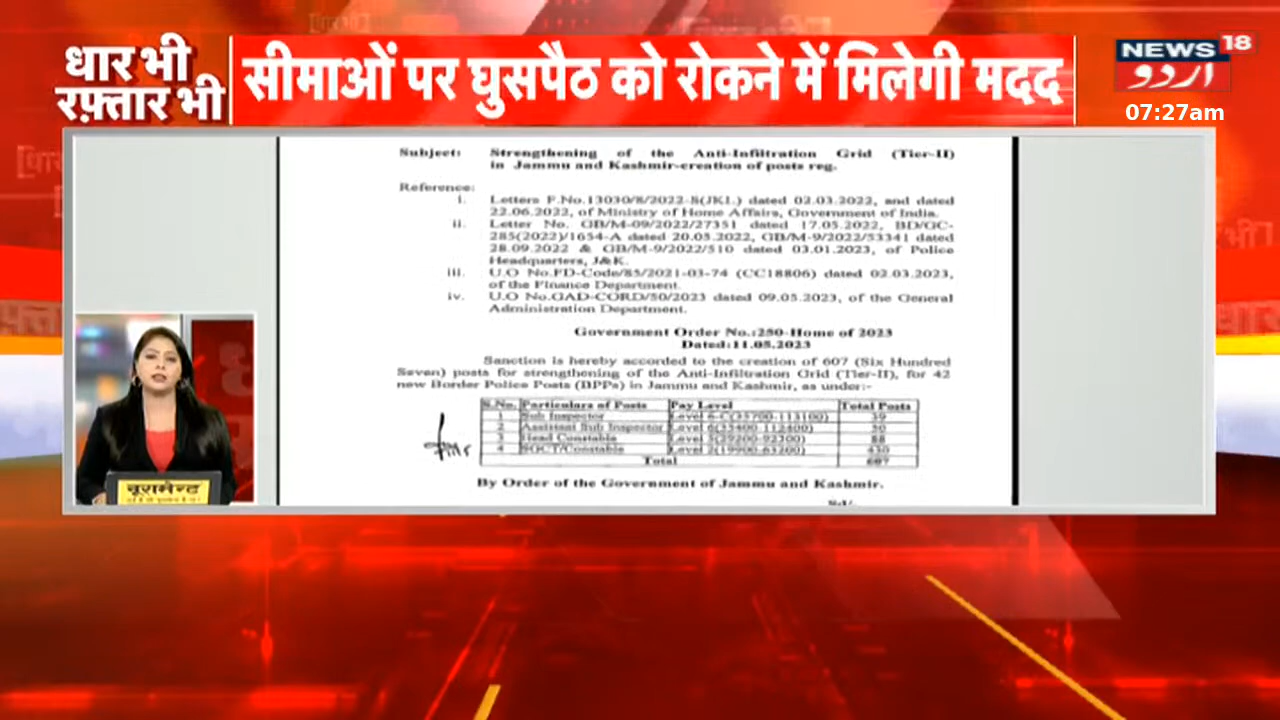 धार भी
रफ़्तार भी
सीमाओं पर घुसपैठ को रोकने में मिलेगी मदद
NEWS 18
اردو
07:27am
Subject: Strengthening of the Anti-Infiltration Grid (Tier-II)
in Jammu and Kashmir-creation of posts reg.
Reference:
i. Letters F.No.13030/8/2022-S(JKL) dated 02.03.2022, and dated
22.06.2022, of Ministry of Home Affairs, Government of India.
ii. Letter No. GB/M-09/2022/27351 dated 17.05.2022, BD/GC-
285(2022)/1654-A dated 20.05.2022, GB/M-9/2022/53341 dated
28.09.2022 & GB/M-9/2022/510 dated 03.01.2023, of Police
Headquarters, J&K.
iii. U.O No.FD-Code/85/2021-03-74 (CC18806) dated 02.03.2023,
of the Finance Department.
iv. U.O No.GAD-CORD/50/2023 dated 09.05.2023, of the General
Administration Department.
Government Order No.:250-Home of 2023
Dated:11.05.2023
Sanction is hereby accorded to the creation of 607 (Six Hundred
Seven) posts for strengthening of the Anti-Infiltration Grid (Tier-II), for 42
new Border Police Posts (BPPs) in Jammu and Kashmir, as under:-
S.No. Particulars of Posts Pay Level Total Posts
1 Sub Inspector Level 6-C(35700-113100) 39
2 Assistant Sub Inspector Level 6(35400-112400) 50
3 Head Constable Level 5(29200-92300) 88
4 SGCT/Constable Level 2(19900-63200) 430
Total 607
By Order of the Government of Jammu and Kashmir.
Sd/-
नूरामेन्ट